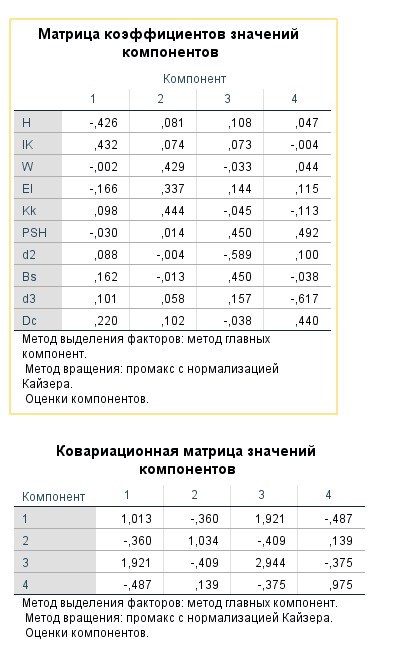 Матрица коэффициентов значений
компонентов
Компонент
1 2 3 4
H -,426 ,081 ,108 ,047
IK ,432 ,074 ,073 -,004
W -,002 ,429 -,033 ,044
EI -,166 ,337 ,144 ,115
Kk ,098 ,444 -,045 -,113
PSH -,030 ,014 ,450 ,492
d2 ,088 -,004 -,589 ,100
Bs ,162 -,013 ,450 -,038
d3 ,101 ,058 ,157 -,617
Dc ,220 ,102 -,038 ,440
Метод выделения факторов: метод главных
компонент.
Метод вращения: промакс с нормализацией
Кайзера.
Оценки компонентов.
Ковариационная матрица значений
компонентов
Компонент 1 2 3 4
1 1,013 -,360 1,921 -,487
2 -,360 1,034 -,409 ,139
3 1,921 -,409 2,944 -,375
4 -,487 ,139 -,375 ,975
Метод выделения факторов: метод главных компонент.
Метод вращения: промакс с нормализацией Кайзера.
Оценки компонентов.